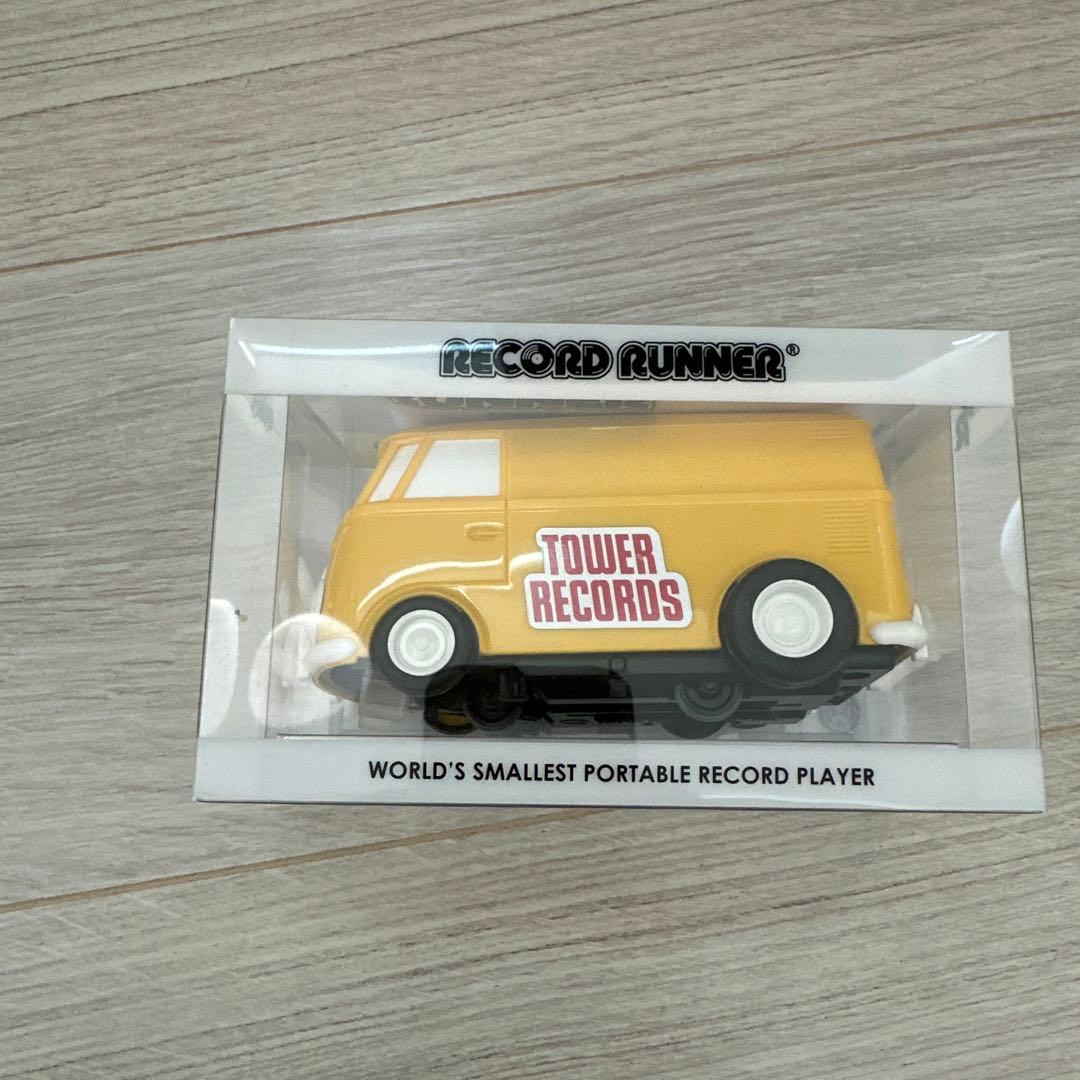 RECORD RUNNER®
TOWER
RECORDS
WORLD'S SMALLEST PORTABLE RECORD PLAYER